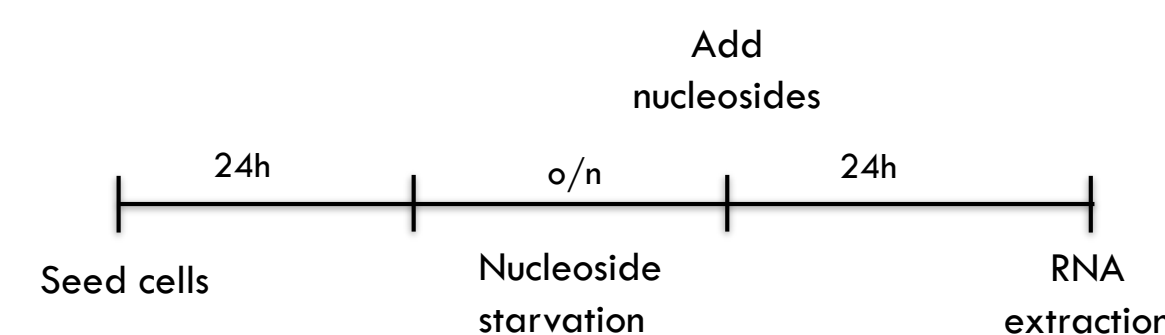 Add
nucleosides
24h
o/n
24h
Seed cells
Nucleoside
starvation
RNA
extraction